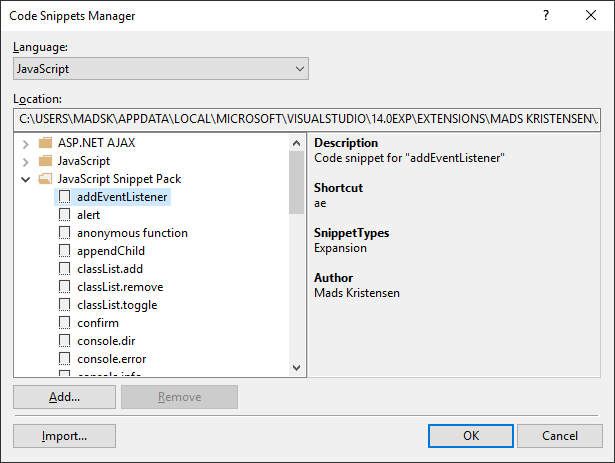 Code Snippets Manager
?
Language:
JavaScript
Location:
C:\USERS\MADSK\APPDATA\LOCAL\MICROSOFT\VISUALSTUDIO\14.0EXP\EXTENSIONS\MADS KRISTENSEN\
ASP.NET AJAX
JavaScript
JavaScript Snippet Pack
addEventListener
alert
anonymous function
appendChild
classList.add
classList.remove
classList.toggle
confirm
console.dir
console.error
console.info
Description
Code snippet for "addEventListener"
Shortcut
ae
SnippetTypes
Expansion
Author
Mads Kristensen
Add...
Remove
Import...
OK
Cancel